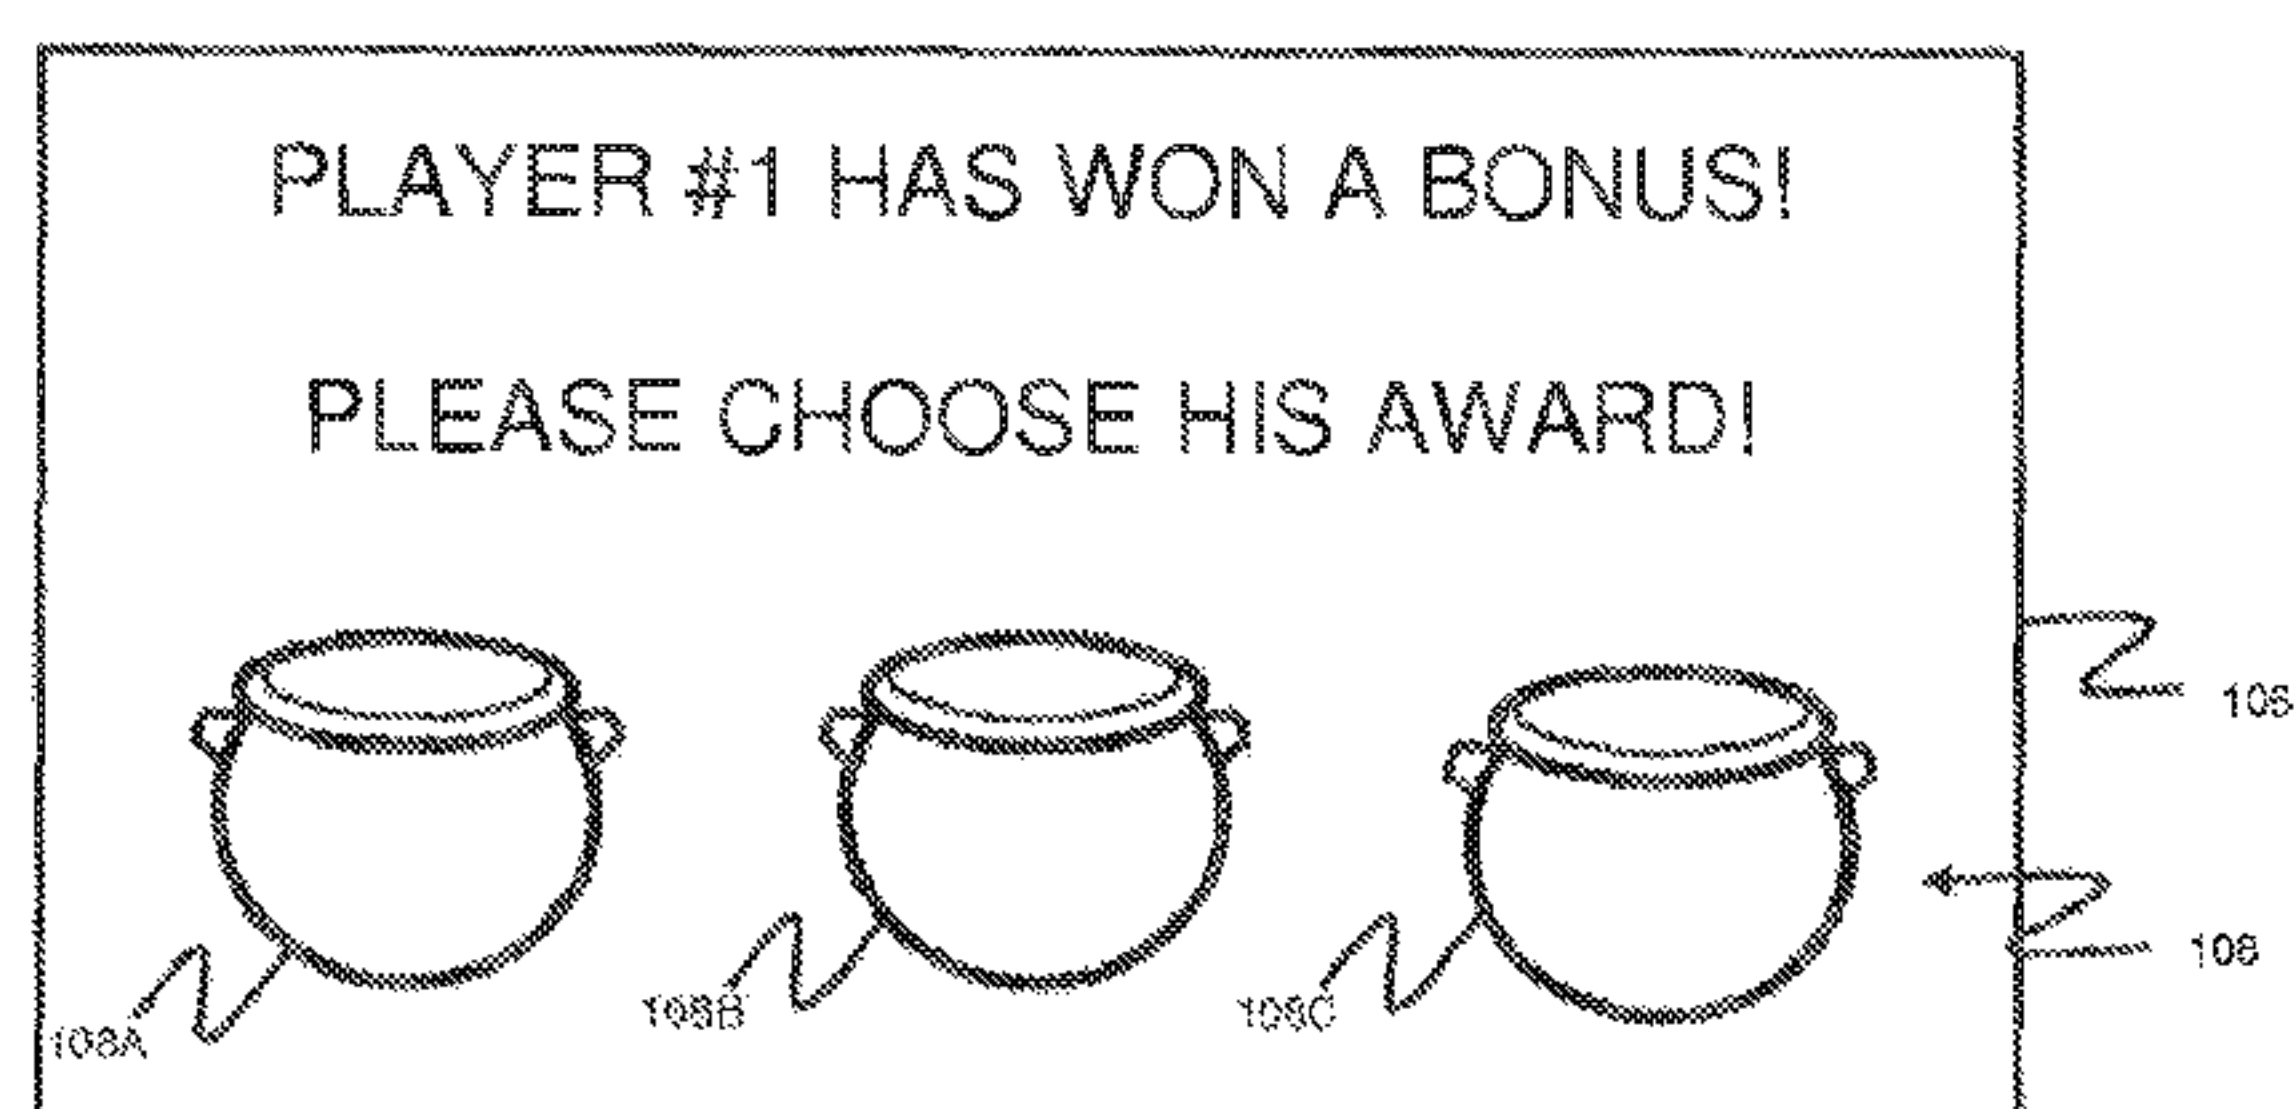 PLAYER #1 HAS WON A BONUS!
PLEASE CHOOSE HIS AWARD!
106
108
108A
108B
108C